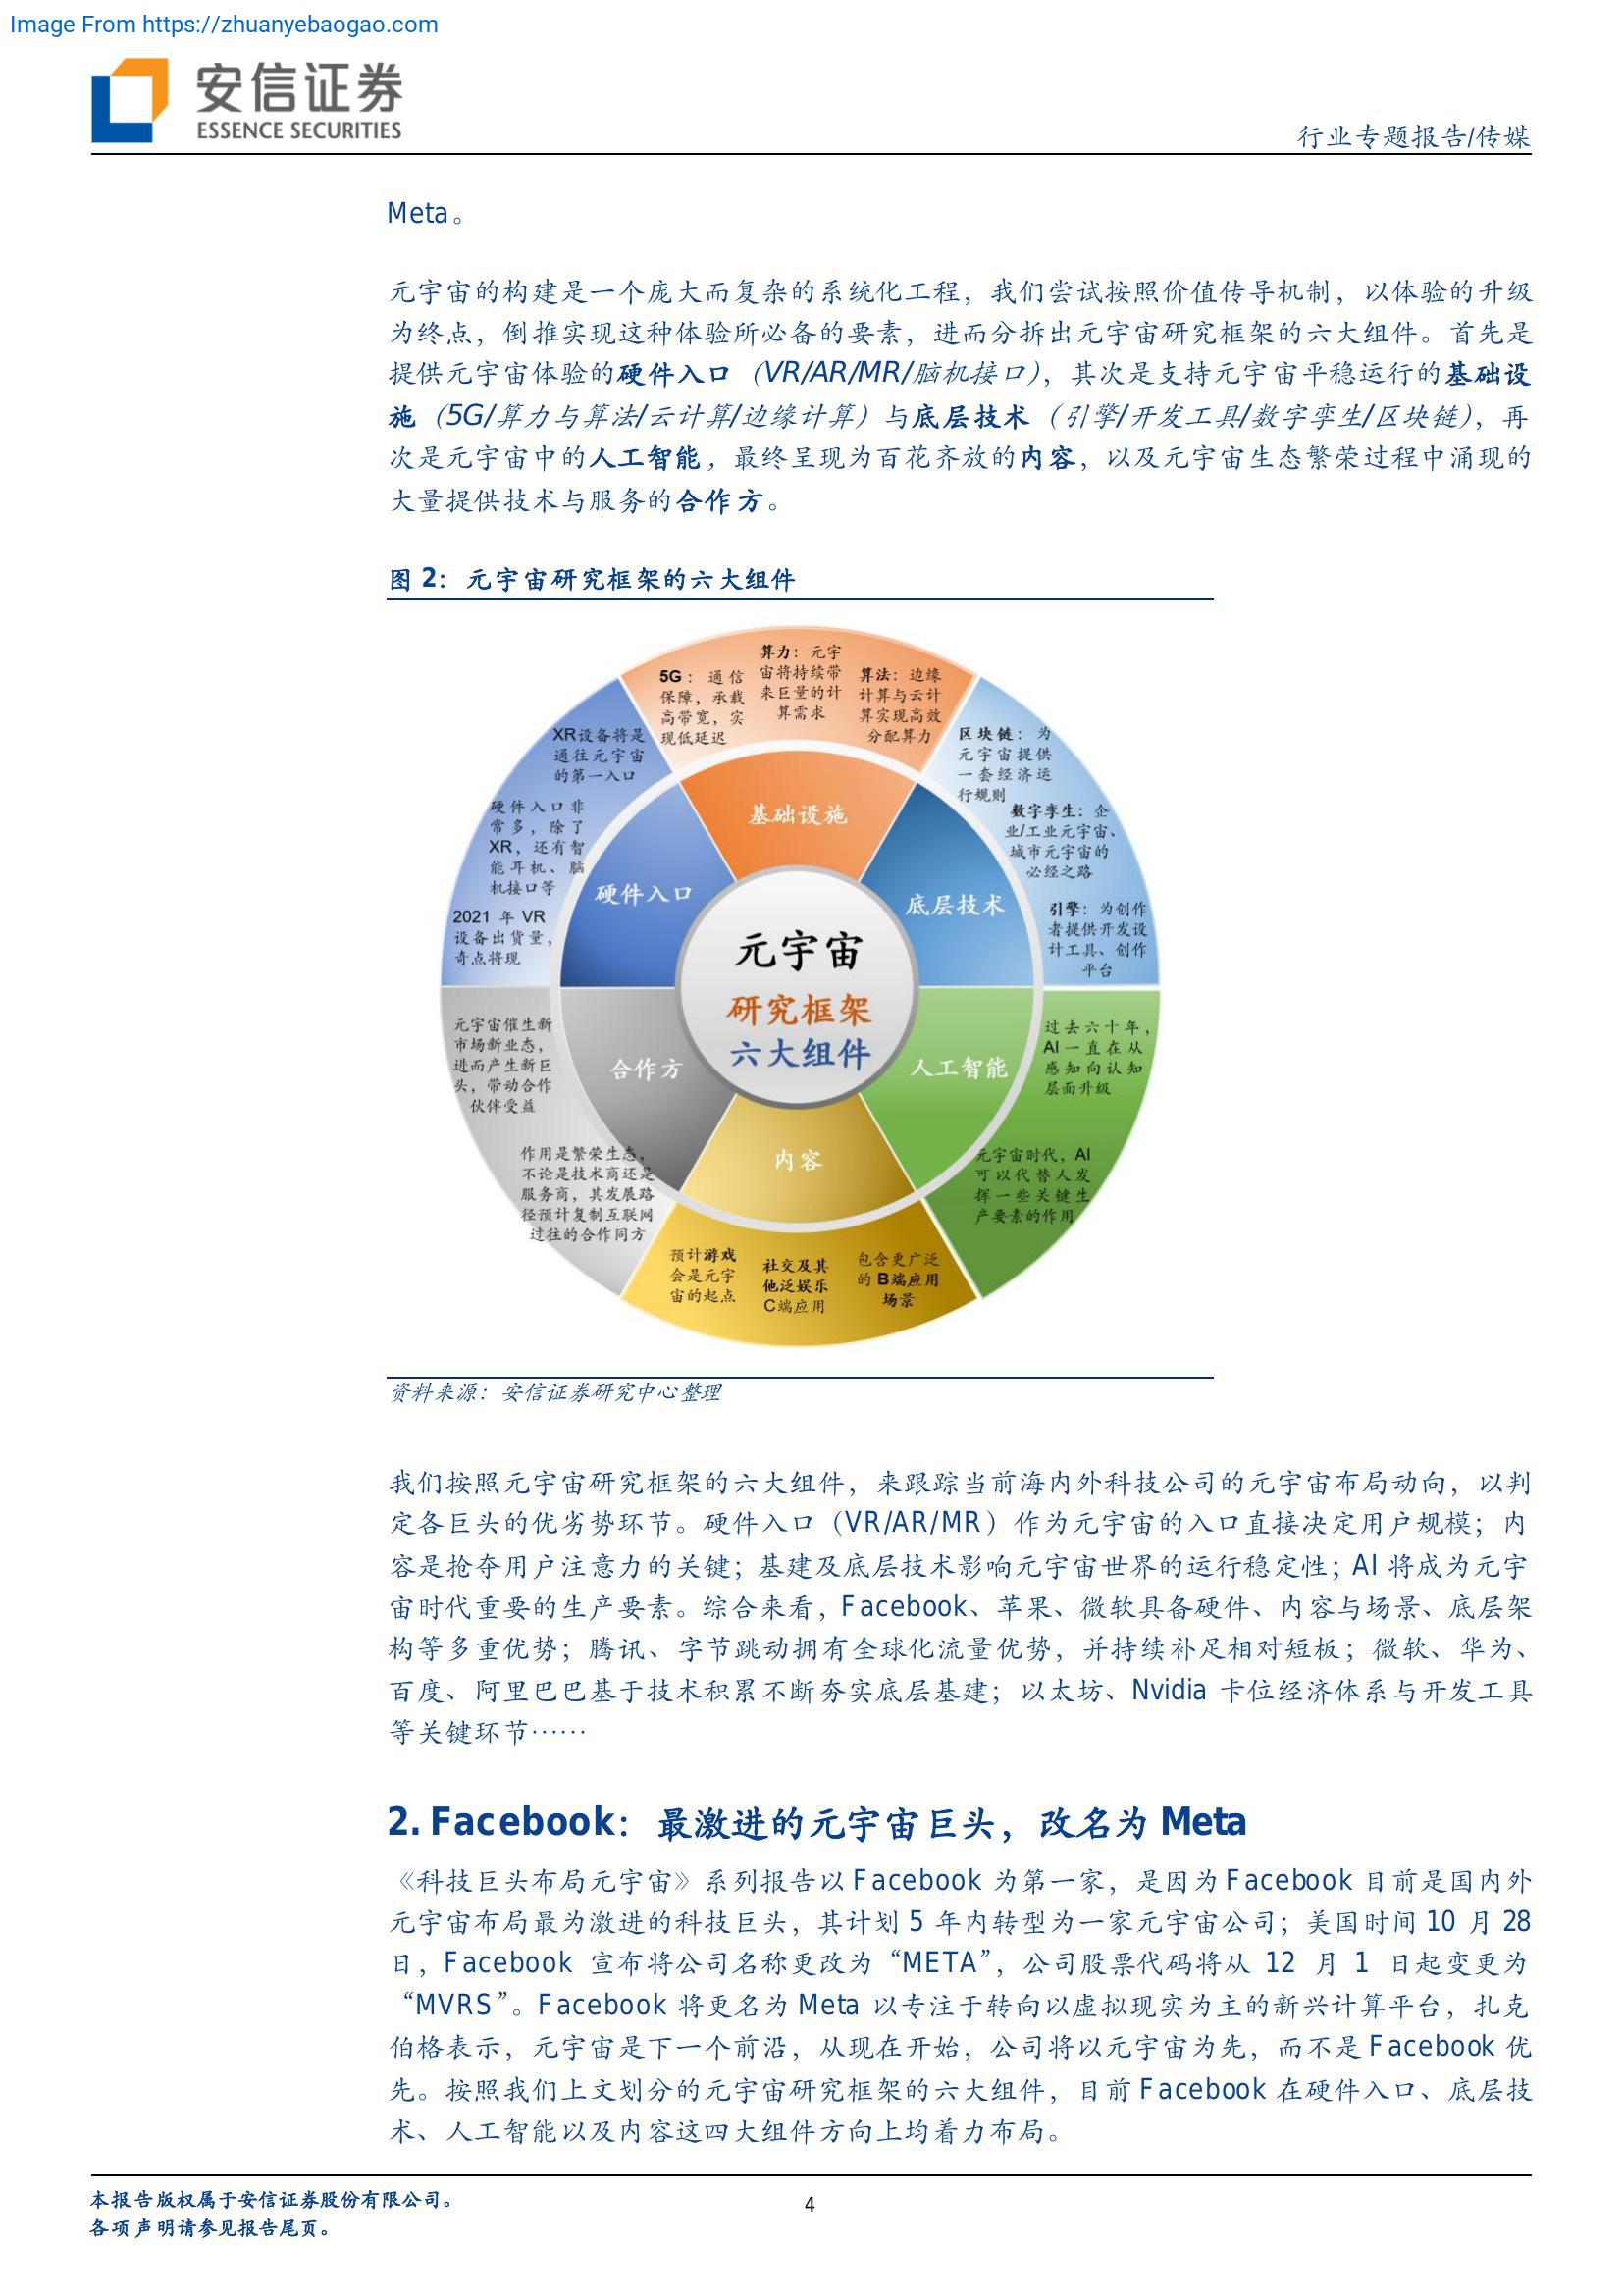 Image From https://zhuanyebaogao.com
安信证券
ESSENCE SECURITIES
行业专题报告/传媒
Meta。
元宇宙的构建是一个庞大而复杂的系统化工程，我们尝试按照价值传导机制，以体验的升级
为终点，倒推实现这种体验所必备的要素，进而分拆出元宇宙研究框架的六大组件。首先是
提供元宇宙体验的硬件入口（VR/AR/MR/脑机接口），其次是支持元宇宙平稳运行的基础设
施（5G/算力与算法/云计算/边缘计算）与底层技术（引擎/开发工具/数字孪生/区块链），再
次是元宇宙中的人工智能，最终呈现为百花齐放的内容，以及元宇宙生态繁荣过程中涌现的
大量提供技术与服务的合作方。
图 2：元宇宙研究框架的六大组件
5G：通信
保障，承载
高带宽，实
现低延迟
算力：元宇
宙将持续带
来巨量的计
算需求
算法：边缘
计算与云计
算实现高效
分配算力
XR设备将是
通往元宇宙
的第一入口
硬件入口非
常多，除了
XR，还有智
能耳机、脑
机接口等
2021 年 VR
设备出货量，
奇点将现
区块链：为
元宇宙提供
一套经济运
行规则
数字孪生：企
业/工业元宇宙、
城市元宇宙的
必经之路
引擎：为创作
者提供开发设
计工具、创作
平台
基础设施
硬件入口
底层技术
元宇宙
研究框架
六大组件
合作方
人工智能
内容
元宇宙催生新
市场新业态，
进而产生新巨
头，带动合作
伙伴受益
作用是繁荣生态，
不论是技术商还是
服务商，其发展路
径预计复制互联网
过往的合作同方
过去六十年，
AI 一直在从
感知向认知
层面升级
元宇宙时代，AI
可以代替人发
挥一些关键生
产要素的作用
预计游戏
会是元宇
宙的起点
社交及其
他泛娱乐
C端应用
包含更广泛
的 B端应用
场景
资料来源：安信证券研究中心整理
我们按照元宇宙研究框架的六大组件，来跟踪当前海内外科技公司的元宇宙布局动向，以判
定各巨头的优劣势环节。硬件入口（VR/AR/MR）作为元宇宙的入口直接决定用户规模；内
容是抢夺用户注意力的关键；基建及底层技术影响元宇宙世界的运行稳定性；AI 将成为元宇
宙时代重要的生产要素。综合来看，Facebook、苹果、微软具备硬件、内容与场景、底层架
构等多重优势；腾讯、字节跳动拥有全球化流量优势，并持续补足相对短板；微软、华为、
百度、阿里巴巴基于技术积累不断夯实底层基建；以太坊、Nvidia 卡位经济体系与开发工具
等关键环节……
2. Facebook：最激进的元宇宙巨头，改名为 Meta
《科技巨头布局元宇宙》系列报告以 Facebook 为第一家，是因为 Facebook 目前是国内外
元宇宙布局最为激进的科技巨头，其计划 5 年内转型为一家元宇宙公司；美国时间 10 月 28
日，Facebook 宣布将公司名称更改为“META”，公司股票代码将从 12 月 1 日起变更为
“MVRS”。Facebook 将更名为 Meta 以专注于转向以虚拟现实为主的新兴计算平台，扎克
伯格表示，元宇宙是下一个前沿，从现在开始，公司将以元宇宙为先，而不是 Facebook 优
先。按照我们上文划分的元宇宙研究框架的六大组件，目前 Facebook 在硬件入口、底层技
术、人工智能以及内容这四大组件方向上均着力布局。
本报告版权属于安信证券股份有限公司。
4
各项声明请参见报告尾页。